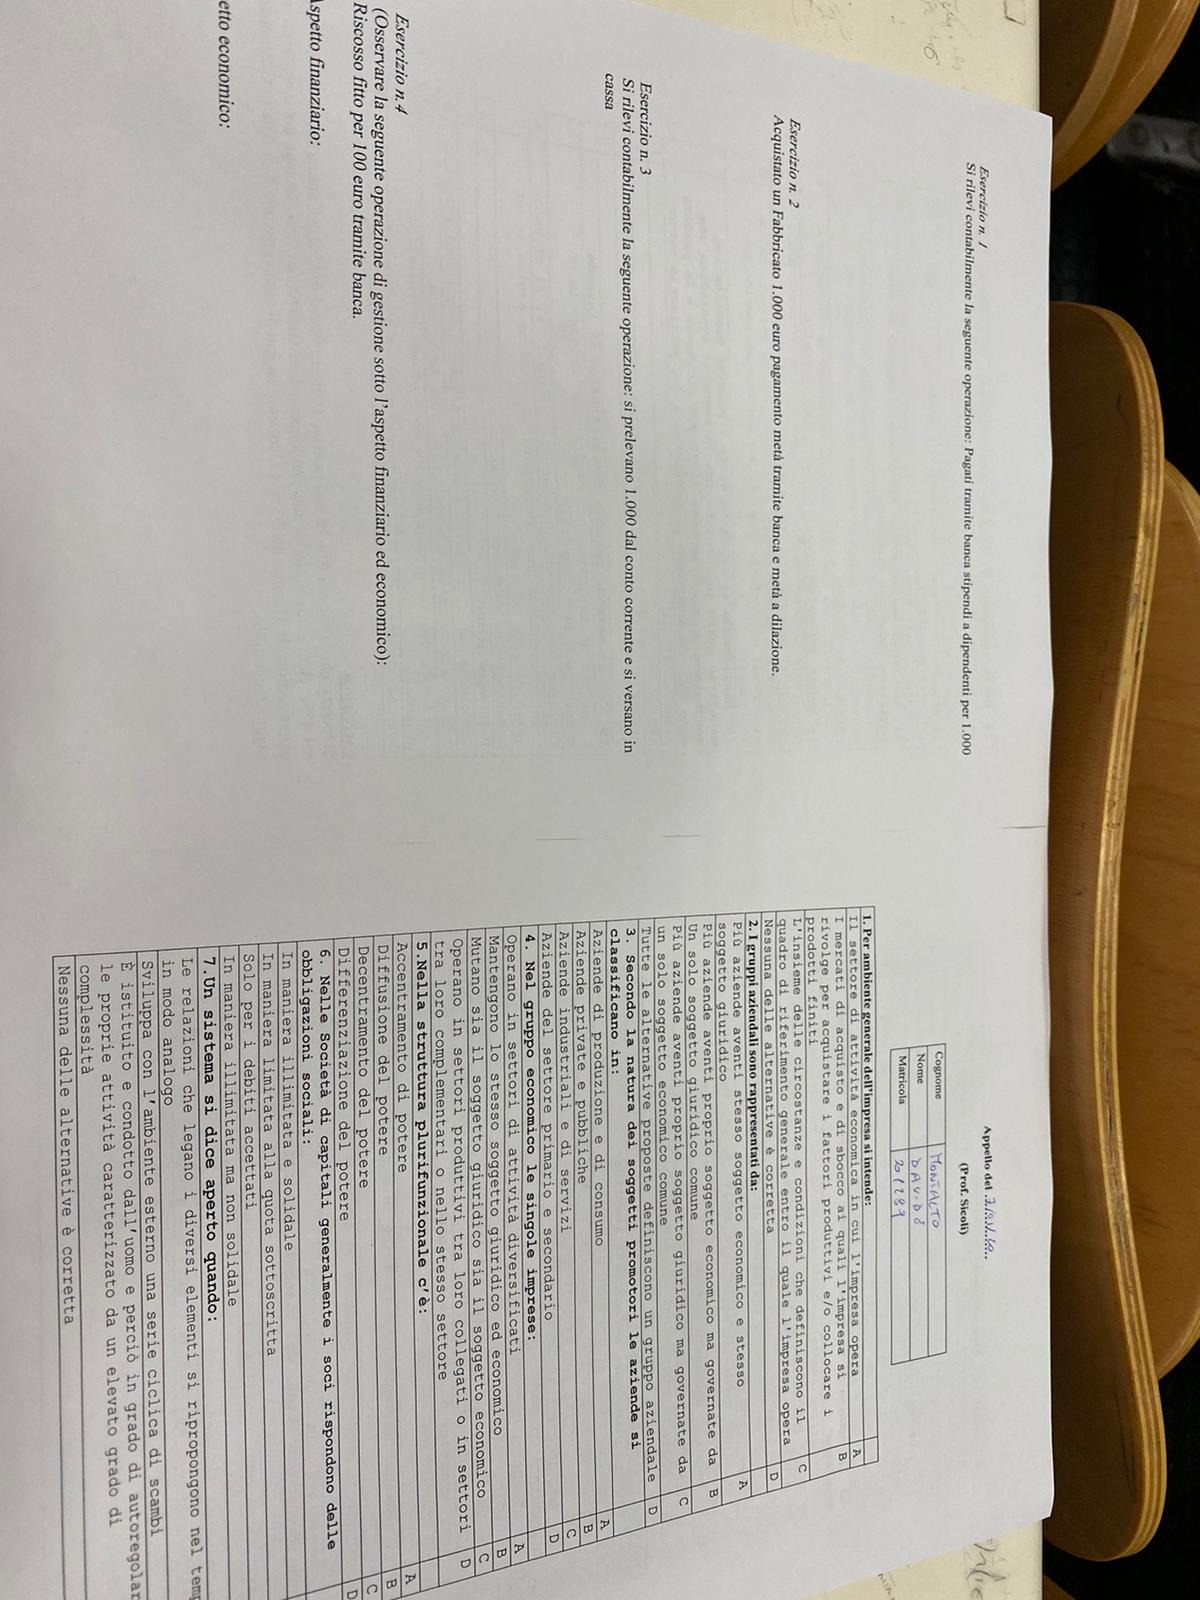 Esercizio n. 1
Si rilevi contabilmente la seguente operazione: Pagati tramite banca stipendi a dipendenti per 1.000
Esercizio n. 2
Acquistato un Fabbricato 1.000 euro pagamento metà tramite banca e metà a dilazione.
Esercizio n. 3
Si rilevi contabilmente la seguente operazione: si prelevano 1.000 dal conto corrente e si versano in
cassa
Esercizio n. 4
(Osservare la seguente operazione di gestione sotto l'aspetto finanziario ed economico):
Riscosso fitto per 100 euro tramite banca.
Aspetto finanziario:
etto economico:
Appello del
(Prof. Sicoli)
Cognome MONTALTO
Nome DAVIDE
Matricola 201289
1. Per ambiente generale dell'impresa si intende:
Il settore di attività economica in cui l'impresa opera A
I mercati di acquisto e di sbocco ai quali l'impresa si B
rivolge per acquistare i fattori produttivi e/o collocare i
prodotti finiti
L'insieme delle circostanze e condizioni che definiscono il C
quadro di riferimento generale entro il quale l'impresa opera
Nessuna delle alternative è corretta D
2. I gruppi aziendali sono rappresentati da:
Più aziende aventi stesso soggetto economico e stesso A
soggetto giuridico
Più aziende aventi proprio soggetto economico ma governate da B
Un solo soggetto giuridico comune
Più aziende aventi proprio soggetto giuridico ma governate da C
un solo soggetto economico comune
Tutte le alternative proposte definiscono un gruppo aziendale D
3. Secondo la natura dei soggetti promotori le aziende si
classificano in:
Aziende di produzione e di consumo A
Aziende private e pubbliche B
Aziende industriali e di servizi C
Aziende del settore primario e secondario D
4. Nel gruppo economico le singole imprese:
Operano in settori di attività diversificati A
Mantengono lo stesso soggetto giuridico ed economico B
Mutano sia il soggetto giuridico sia il soggetto economico C
Operano in settori produttivi tra loro collegati o in settori D
tra loro complementari o nello stesso settore
5.Nella struttura plurifunzionale c'è:
Accentramento di potere A
Diffusione del potere B
Decentramento del potere C
Differenziazione del potere D
6. Nelle Società di capitali generalmente i soci rispondono delle
obbligazioni sociali:
In maniera illimitata e solidale
In maniera limitata alla quota sottoscritta
Solo per i debiti accettati
In maniera illimitata ma non solidale
7.Un sistema si dice aperto quando:
Le relazioni che legano i diversi elementi si ripropongono nel temp
in modo analogo
Sviluppa con l'ambiente esterno una serie ciclica di scambi
È istituito e condotto dall'uomo e perciò in grado di autoregolar
le proprie attività caratterizzato da un elevato grado di
complessità
Nessuna delle alternative è corretta